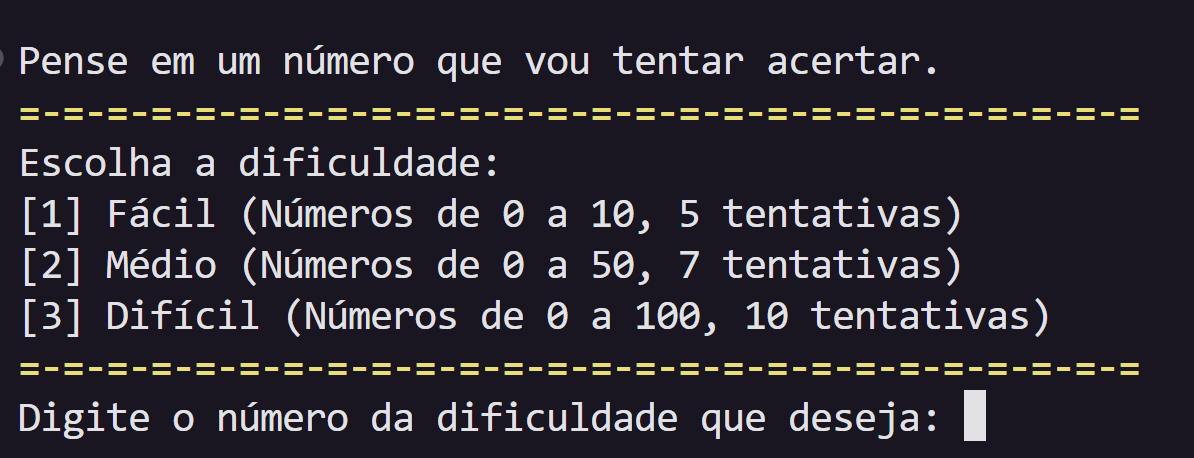 Pense em um número que vou tentar acertar.
=-=-=-=-=-=-=-=-=-=-=-=-=-=-=-=-=-=-=-=-=-=-=-=-=-=
Escolha a dificuldade:
[1] Fácil (Números de 0 a 10, 5 tentativas)
[2] Médio (Números de 0 a 50, 7 tentativas)
[3] Difícil (Números de 0 a 100, 10 tentativas)
=-=-=-=-=-=-=-=-=-=-=-=-=-=-=-=-=-=-=-=-=-=-=-=-=-=
Digite o número da dificuldade que deseja: